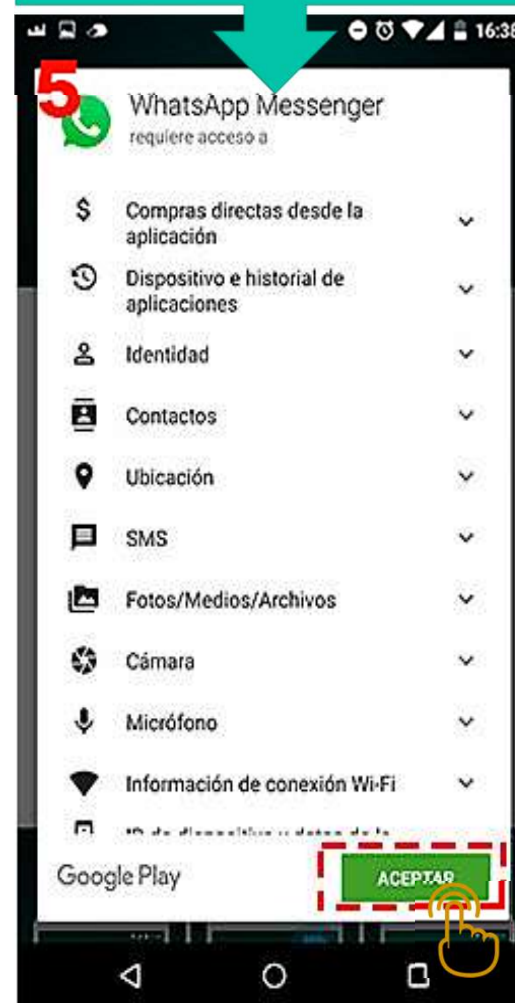 16:38
5
WhatsApp Messenger
requiere acceso a
$ Compras directas desde la
aplicación
Dispositivo e historial de
aplicaciones
Identidad
Contactos
Ubicación
SMS
Fotos/Medios/Archivos
Cámara
Micrófono
Información de conexión Wi-Fi
Google Play
ACEPTAR